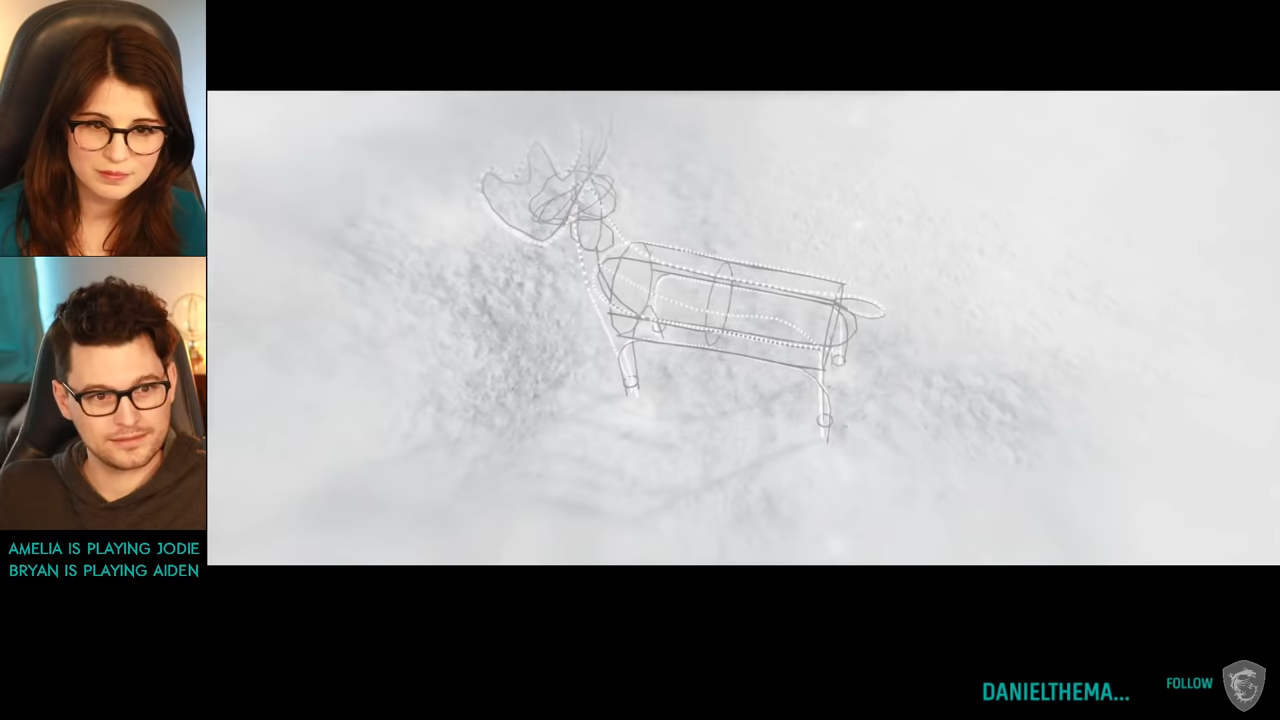 AMELIA IS PLAYING JODIE
BRYAN IS PLAYING AIDEN
DANIELTHEMA...
FOLLOW